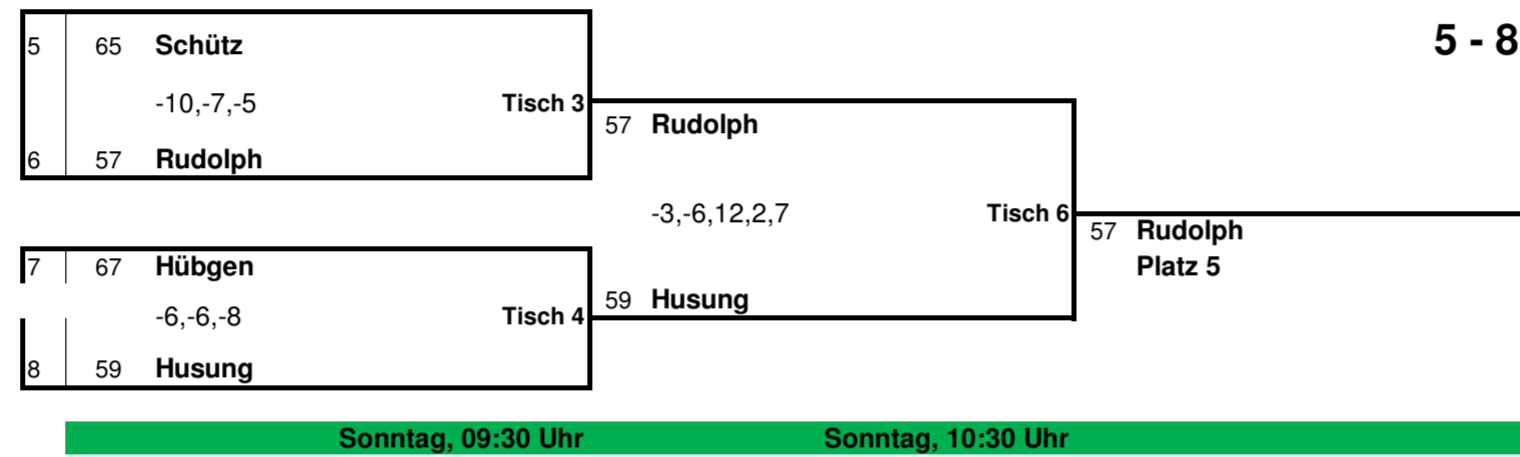 5 - 8
5 65 Schütz
-10,-7,-5 Tisch 3
57 Rudolph
6 57 Rudolph
-3,-6,12,2,7 Tisch 6
57 Rudolph
Platz 5
7 67 Hübgen
59 Husung
-6,-6,-8 Tisch 4
8 59 Husung
Sonntag, 09:30 Uhr Sonntag, 10:30 Uhr